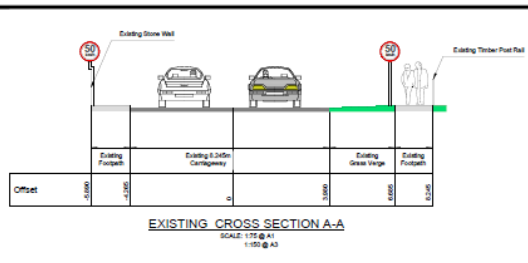 Existing Stone Wall
50
50
Existing Timber Post Rail
Existing
Footpath
Existing 8.245m
Carriageway
Existing
Grass Verge
Existing
Footpath
Offset
-5.890
-4.265
0
3.980
6.665
8.245
EXISTING CROSS SECTION A-A
SCALE: 1:75 @ A1
1:150 @ A3